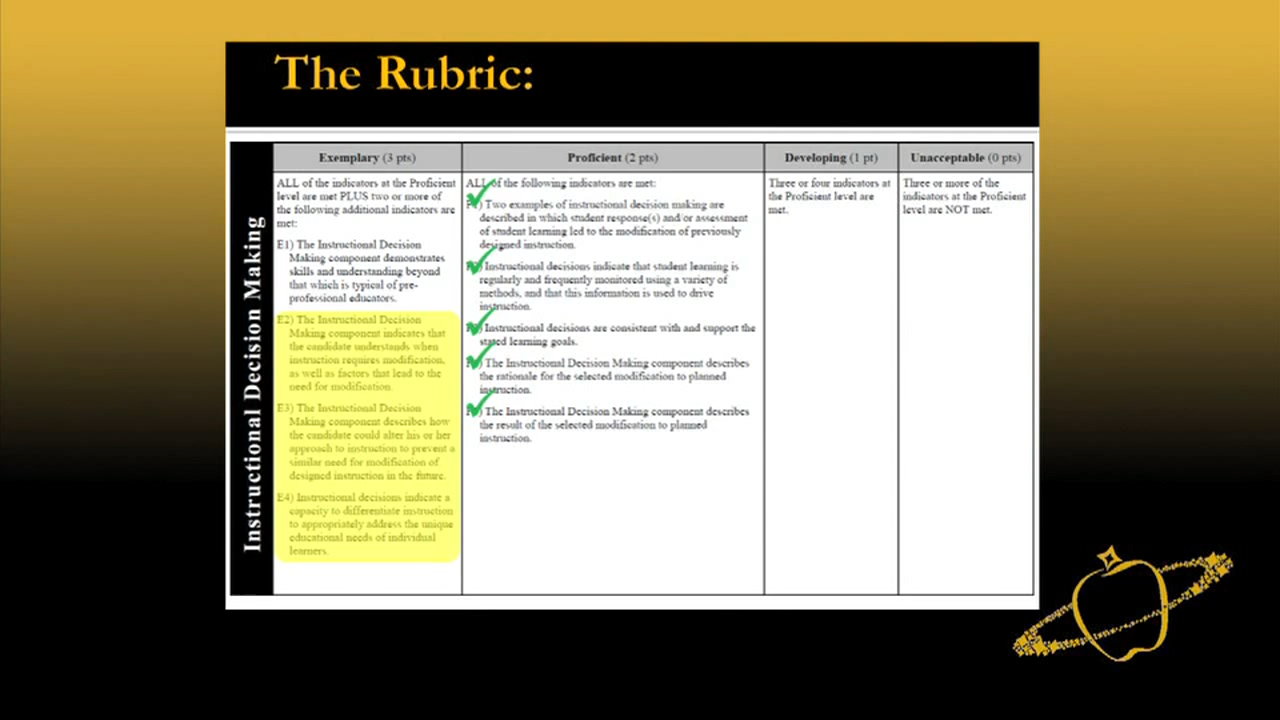 The Rubric:
Instructional Decision Making
Exemplary (3 pts)
ALL of the indicators at the Proficient
level are met PLUS two or more of
the following additional indicators are
met:
E1) The Instructional Decision
Making component demonstrates
skills and understanding beyond
that which is typical of pre-
professional educators.
E2) The Instructional Decision
Making component indicates that
the candidate understands when
instruction requires modification,
as well as factors that lead to the
need for modification.
E3) The Instructional Decision
Making component describes how
the candidate could alter his or her
approach to instruction to prevent a
similar need for modification of
designed instruction in the future.
E4) Instructional decisions indicate a
capacity to differentiate instruction
to appropriately address the unique
educational needs of individual
learners.
Proficient (2 pts)
ALL of the following indicators are met:
Two examples of instructional decision making are
described in which student response(s) and/or assessment
of student learning led to the modification of previously
designed instruction.
Instructional decisions indicate that student learning is
regularly and frequently monitored using a variety of
methods, and that this information is used to drive
instruction.
Instructional decisions are consistent with and support the
stated learning goals.
The Instructional Decision Making component describes
the rationale for the selected modification to planned
instruction.
The Instructional Decision Making component describes
the result of the selected modification to planned
instruction.
Developing (1 pt)
Three or four indicators at
the Proficient level are
met.
Unacceptable (0 pts)
Three or more of the
indicators at the Proficient
level are NOT met.